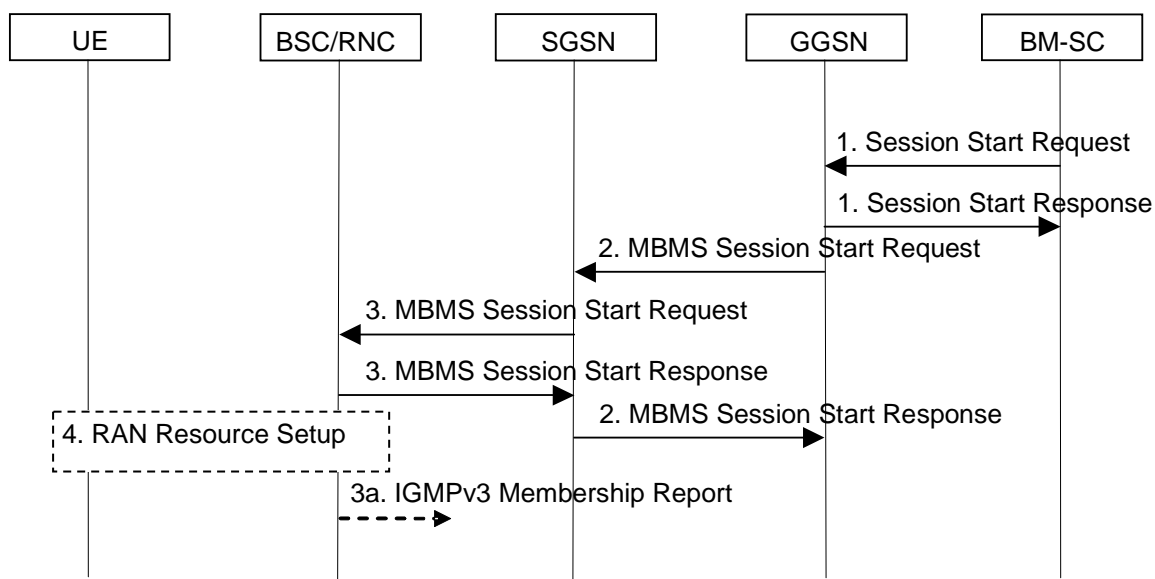 UE
BSC/RNC
SGSN
GGSN
BM-SC
1. Session Start Request
1. Session Start Response
2. MBMS Session Start Request
3. MBMS Session Start Request
3. MBMS Session Start Response
2. MBMS Session Start Response
4. RAN Resource Setup
3a. IGMPv3 Membership Report